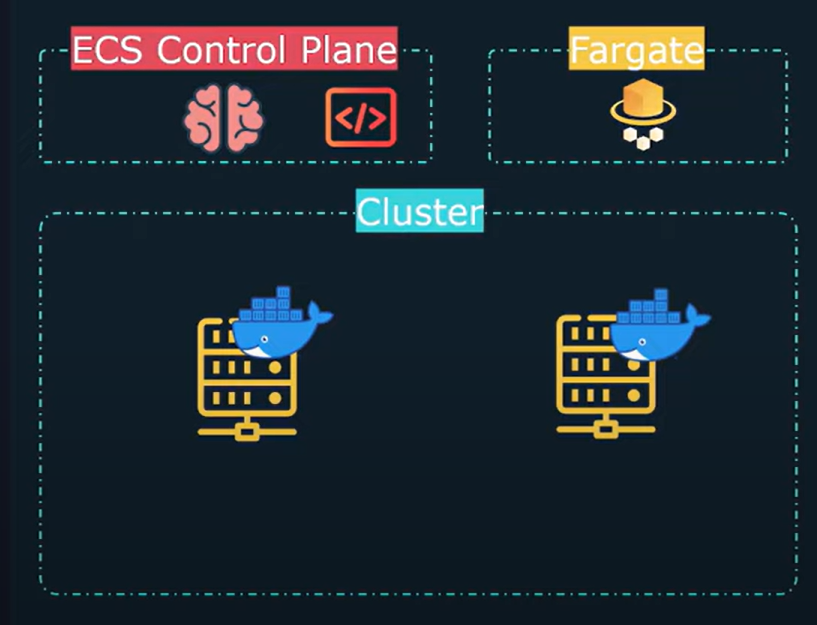 ECS Control Plane
Fargate
</>
Cluster